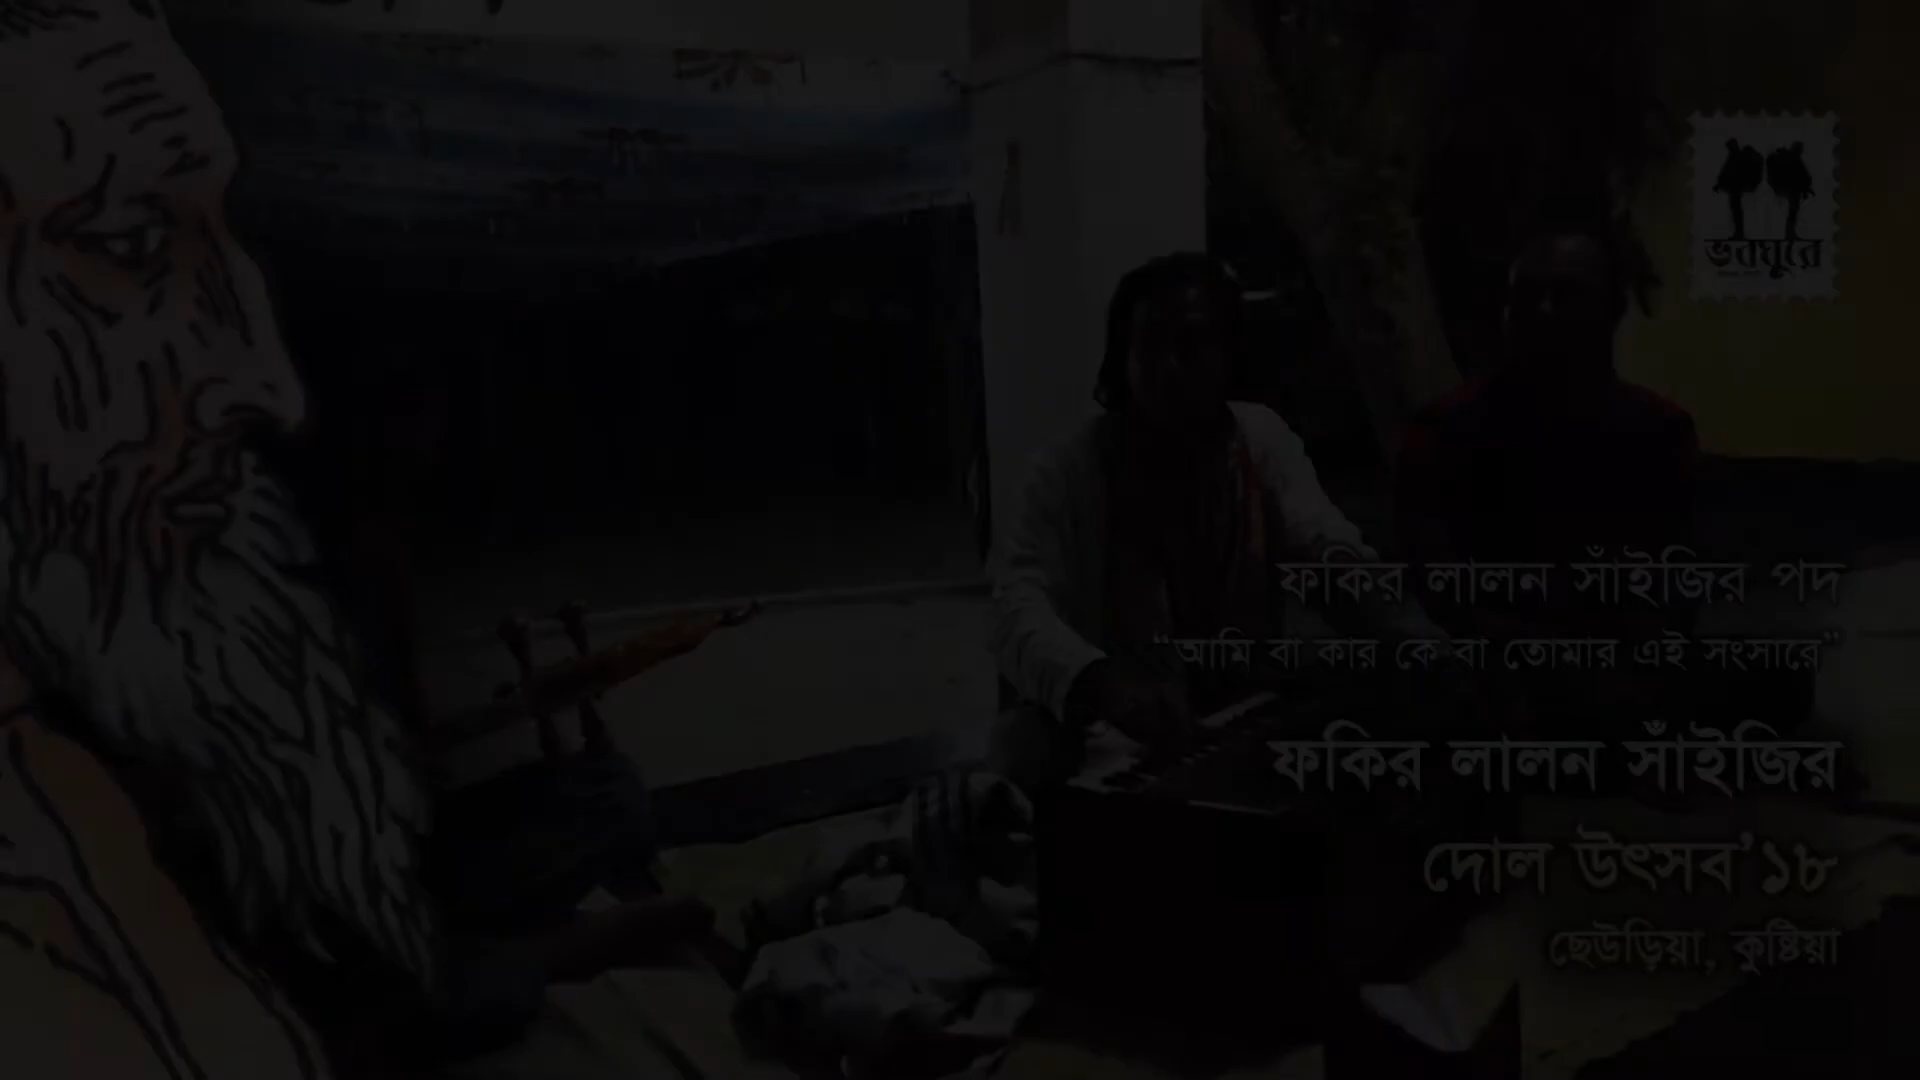 ভবঘুরে
ফকির লালন সাঁইজির পদ
“আমি বা কার কে বা তোমার এই সংসারে”
ফকির লালন সাঁইজির
দোল উৎসব’১৮
ছেউড়িয়া, কুষ্টিয়া